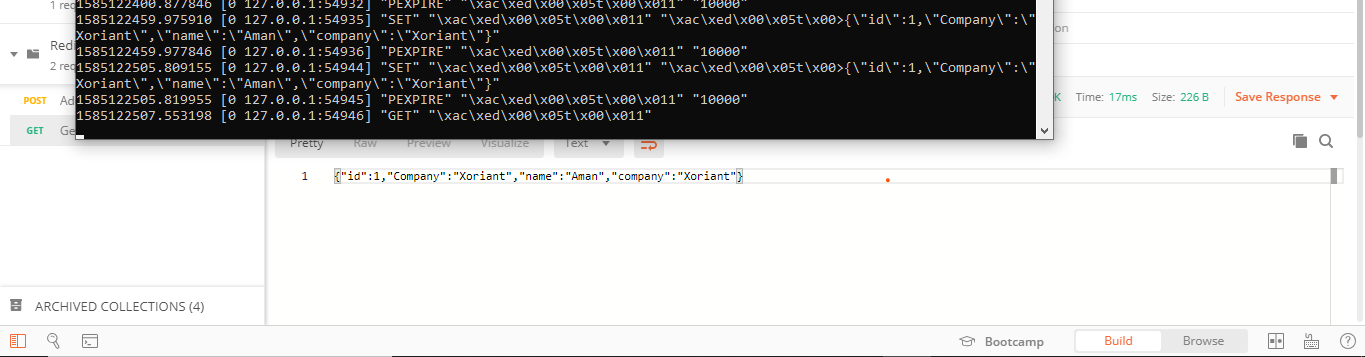 1 req
1585122400.877846 [0 127.0.0.1:54932] "PEXPIRE" "\xac\xed\x00\x05t\x00\x011" "10000"
1585122459.975910 [0 127.0.0.1:54935] "SET" "\xac\xed\x00\x05t\x00\x011" "\xac\xed\x00\x05t\x00>{\"id\":1,\"Company\":\"
Xoriant\",\"name\":\"Aman\",\"company\":\"Xoriant\"}"
1585122459.977846 [0 127.0.0.1:54936] "PEXPIRE" "\xac\xed\x00\x05t\x00\x011" "10000"
1585122505.809155 [0 127.0.0.1:54944] "SET" "\xac\xed\x00\x05t\x00\x011" "\xac\xed\x00\x05t\x00>{\"id\":1,\"Company\":\"
Xoriant\",\"name\":\"Aman\",\"company\":\"Xoriant\"}"
1585122505.819955 [0 127.0.0.1:54945] "PEXPIRE" "\xac\xed\x00\x05t\x00\x011" "10000"
1585122507.553198 [0 127.0.0.1:54946] "GET" "\xac\xed\x00\x05t\x00\x011"
on
Red
2 req
POST Ad
GET Ge
K Time: 17ms Size: 226 B Save Response
Pretty Raw Preview Visualize Text
1 {"id":1,"Company":"Xoriant","name":"Aman","company":"Xoriant"}
ARCHIVED COLLECTIONS (4)
Bootcamp Build Browse